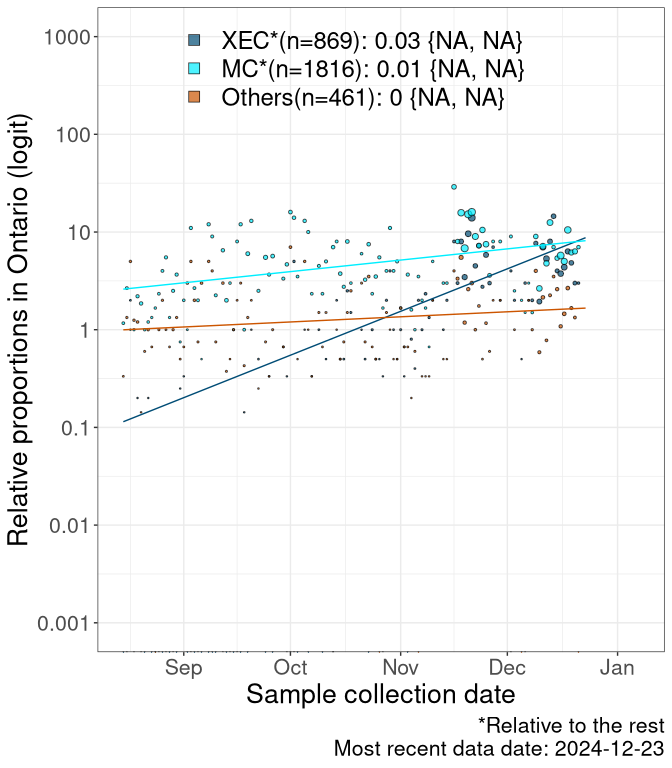 XEC*(n=869): 0.03 {NA, NA}
MC*(n=1816): 0.01 {NA, NA}
Others(n=461): 0 {NA, NA}
Relative proportions in Ontario (logit)
1000
100
10
1
0.1
0.01
0.001
Sep Oct Nov Dec Jan
Sample collection date
*Relative to the rest
Most recent data date: 2024-12-23